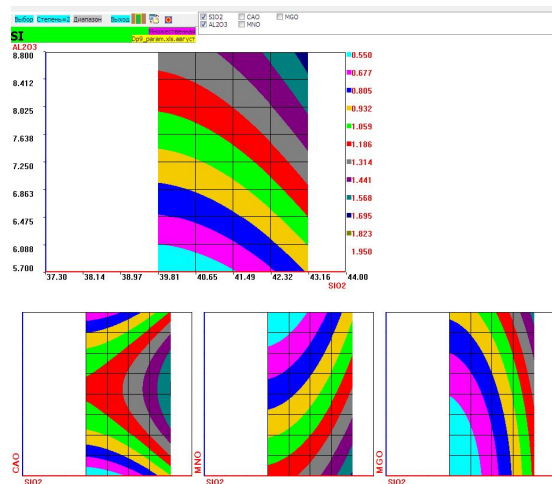 Выбор Степень=2 Диапазон Выход
SIO2 CAO MGO
AL2O3 MNO
SI
Множественная
Dp9_param.xls.август
AL2O3
8.800
8.412
8.025
7.638
7.250
6.863
6.475
6.088
5.700
0.550
0.677
0.805
0.932
1.059
1.186
1.314
1.441
1.568
1.695
1.823
1.950
37.30 38.14 38.97 39.81 40.65 41.49 42.32 43.16 44.00
SIO2
CAO
SIO2
MNO
SIO2
MGO
SIO2